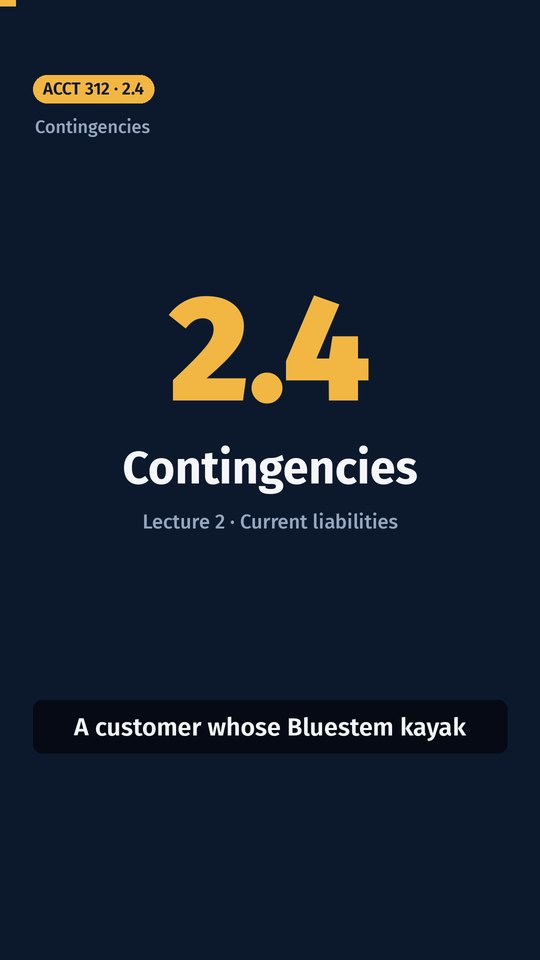 ACCT 312 · 2.4
Contingencies
2.4
Contingencies
Lecture 2 · Current liabilities
A customer whose Bluestem kayak